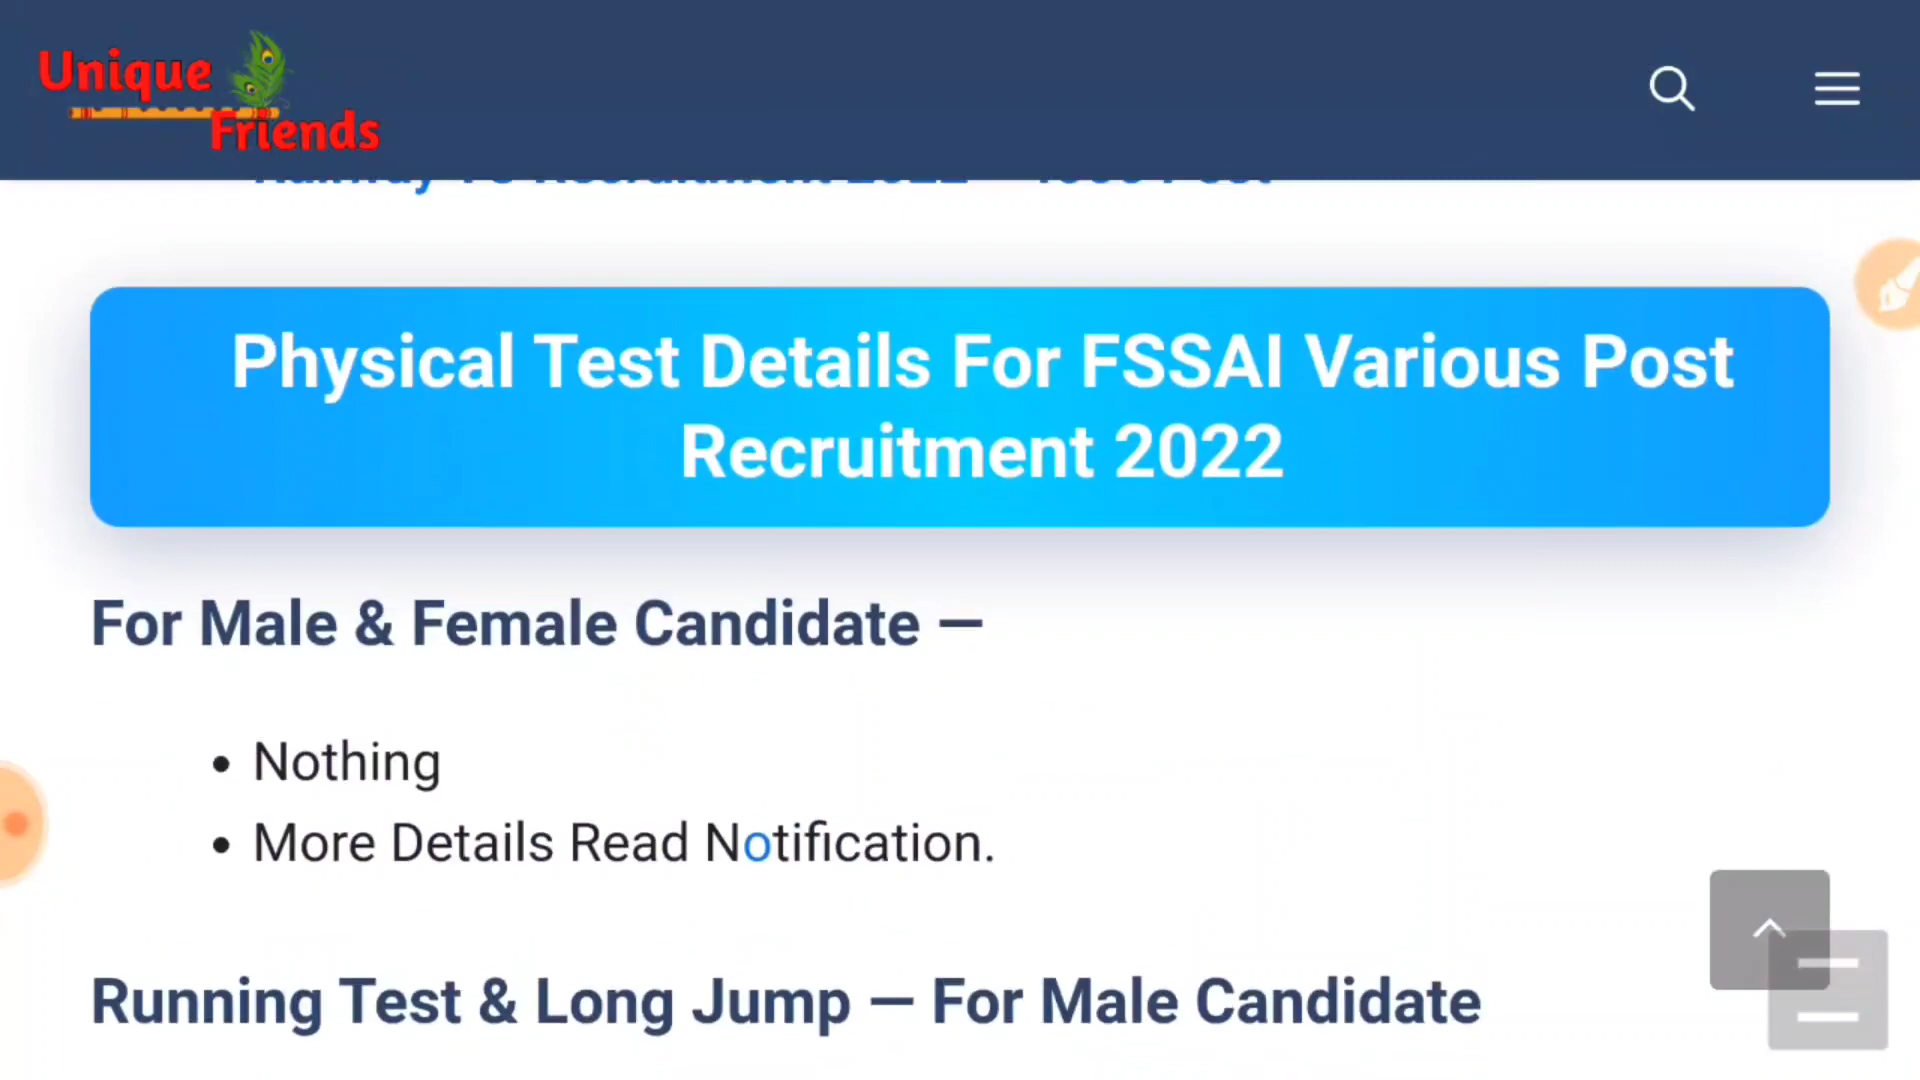 Unique
Friends
Physical Test Details For FSSAI Various Post
Recruitment 2022
For Male & Female Candidate —
• Nothing
• More Details Read Notification.
Running Test & Long Jump — For Male Candidate